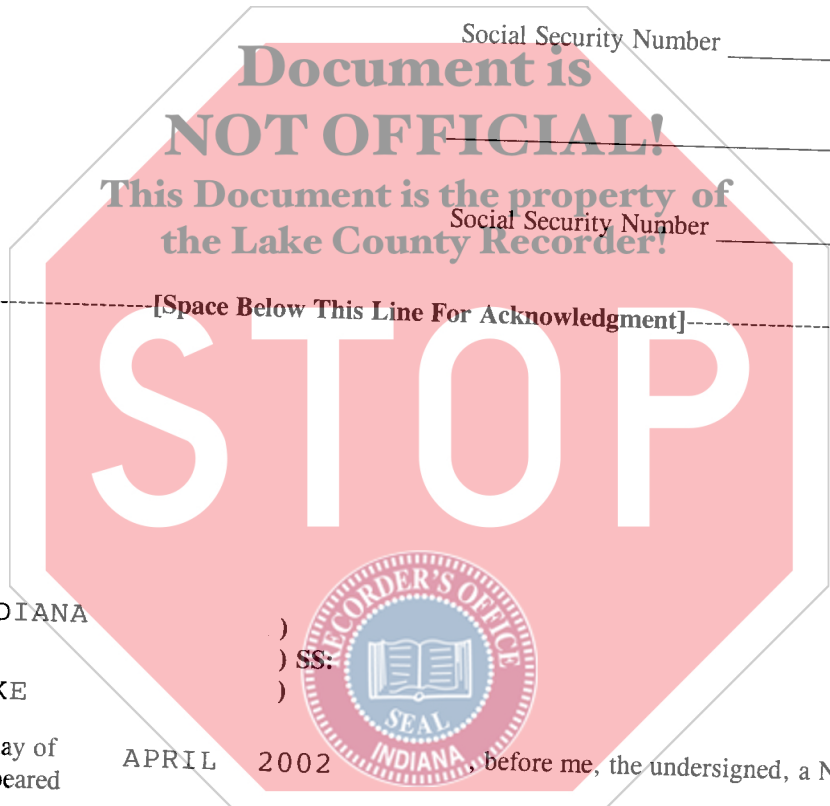 Social Security Number
Document is
NOT OFFICIAL!
This Document is the property of
the Lake County Recorder!
Social Security Number
[Space Below This Line For Acknowledgment]
STOP
DIANA )
) SS:
KE )
RECORDER'S OFFICE
SEAL
INDIANA
ay of APRIL 2002 , before me, the undersigned, a N
peared